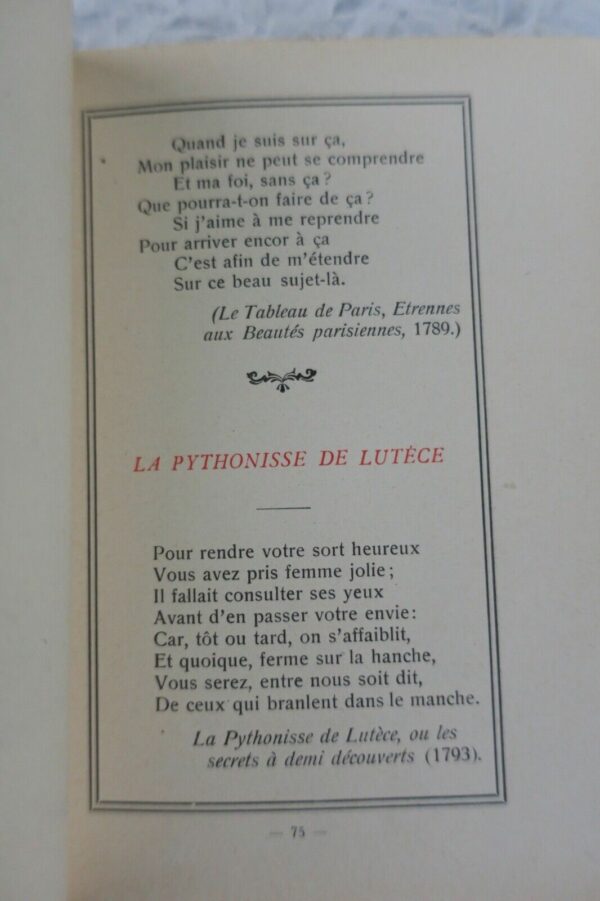 Quand je suis sur ça,
Mon plaisir ne peut se comprendre
Et ma foi, sans ça?
Que pourra-t-on faire de ça?
Si j'aime à me reprendre
Pour arriver encor à ça
C'est afin de m'étendre
Sur ce beau sujet-là.
(Le Tableau de Paris, Etrennes
aux Beautés parisiennes, 1789.)
LA PYTHONISSE DE LUTÈCE
Pour rendre votre sort heureux
Vous avez pris femme jolie;
Il fallait consulter ses yeux
Avant d'en passer votre envie:
Car, tôt ou tard, on s'affaiblit,
Et quoique, ferme sur la hanche,
Vous serez, entre nous soit dit,
De ceux qui branlent dans le manche.
La Pythonisse de Lutèce, ou les
secrets à demi découverts (1793).
— 75 —